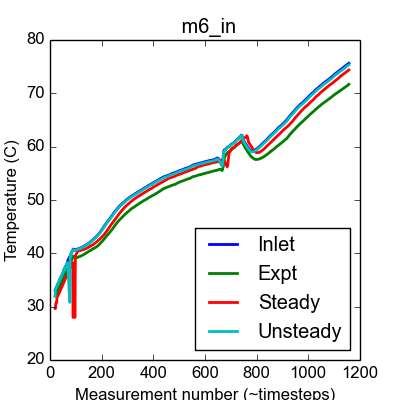 m6_in
80
70
60
50
40
30
20
Temperature (C)
Inlet
Expt
Steady
Unsteady
0 200 400 600 800 1000 1200
Measurement number (~timesteps)